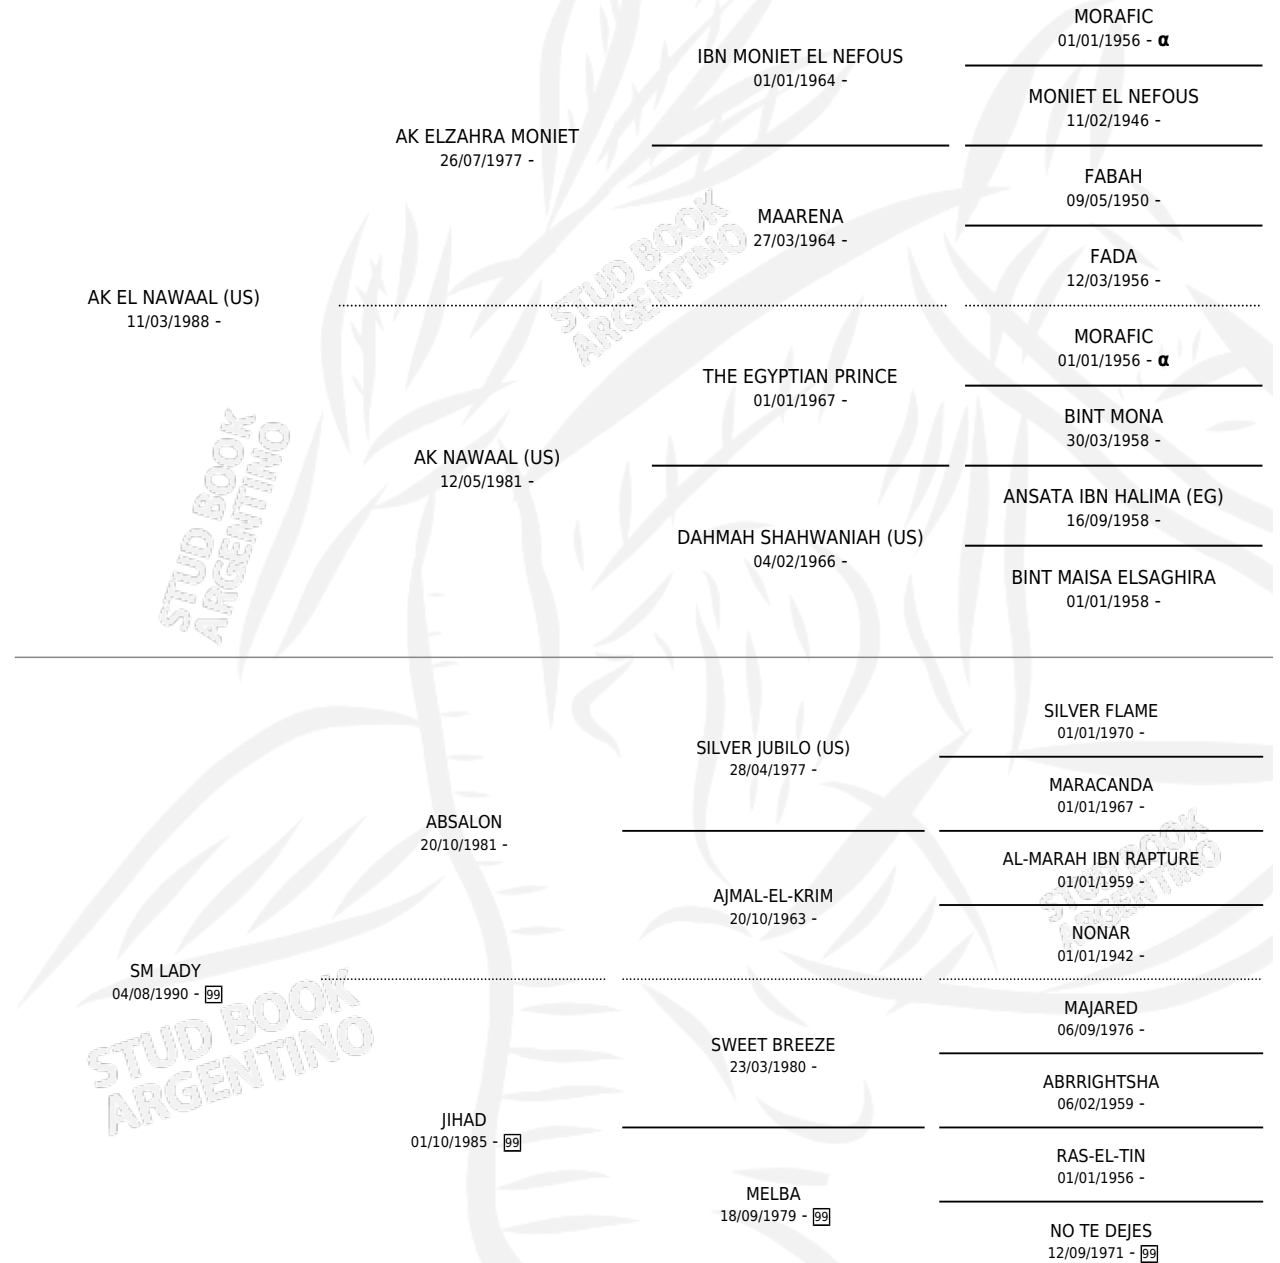 MORAFIC
01/01/1956 - α
IBN MONIET EL NEFOUS
01/01/1964 -
MONIET EL NEFOUS
11/02/1946 -
AK ELZAHRA MONIET
26/07/1977 -
FABAH
09/05/1950 -
MAARENA
27/03/1964 -
FADA
12/03/1956 -
AK EL NAWAAL (US)
11/03/1988 -
MORAFIC
01/01/1956 - α
THE EGYPTIAN PRINCE
01/01/1967 -
BINT MONA
30/03/1958 -
AK NAWAAL (US)
12/05/1981 -
ANSATA IBN HALIMA (EG)
16/09/1958 -
DAHMAH SHAHWANIAH (US)
04/02/1966 -
BINT MAISA ELSAGHIRA
01/01/1958 -
SILVER FLAME
01/01/1970 -
SILVER JUBILO (US)
28/04/1977 -
MARACANDA
01/01/1967 -
ABSALON
20/10/1981 -
AL-MARAH IBN RAPTURE
01/01/1959 -
AJMAL-EL-KRIM
20/10/1963 -
NONAR
01/01/1942 -
SM LADY
04/08/1990 - 99
MAJARED
06/09/1976 -
SWEET BREEZE
23/03/1980 -
ABRRIGHTSHA
06/02/1959 -
JIHAD
01/10/1985 - 99
RAS-EL-TIN
01/01/1956 -
MELBA
18/09/1979 - 99
NO TE DEJES
12/09/1971 - 99
STUD BOOK
ARGENTINO
STUD BOOK
ARGENTINO
STUD BOOK
ARGENTINO
STUD BOOK
ARGENTINO